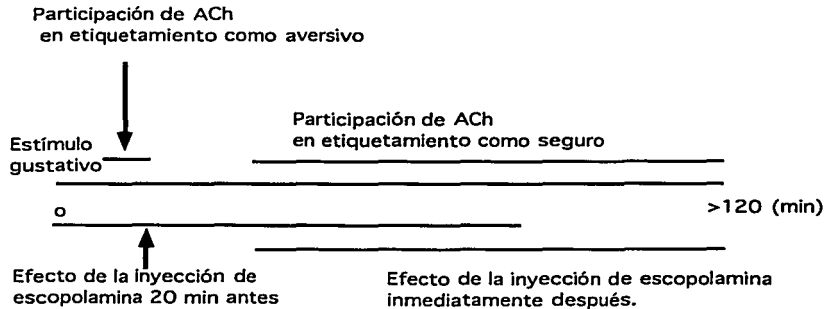 Participación de ACh
en etiquetamiento como aversivo
Participación de ACh
en etiquetamiento como seguro
Estímulo
gustativo
o
>120 (min)
Efecto de la inyección de
escopolamina 20 min antes
Efecto de la inyección de escopolamina
inmediatamente después.